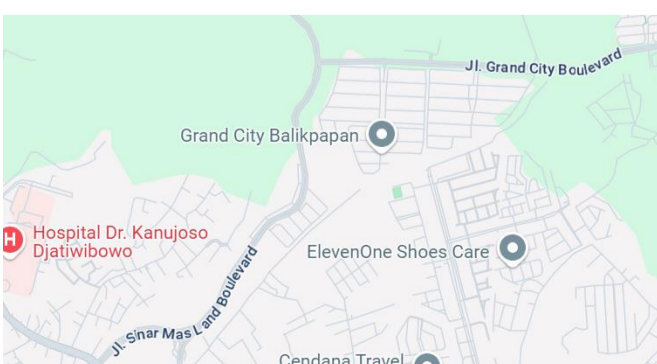 Jl. Grand City Boulevard
Grand City Balikpapan
H
Hospital Dr. Kanujoso
Djatiwibowo
ElevenOne Shoes Care
Jl. Sinar Mas Land Boulevard
Cendana Travel